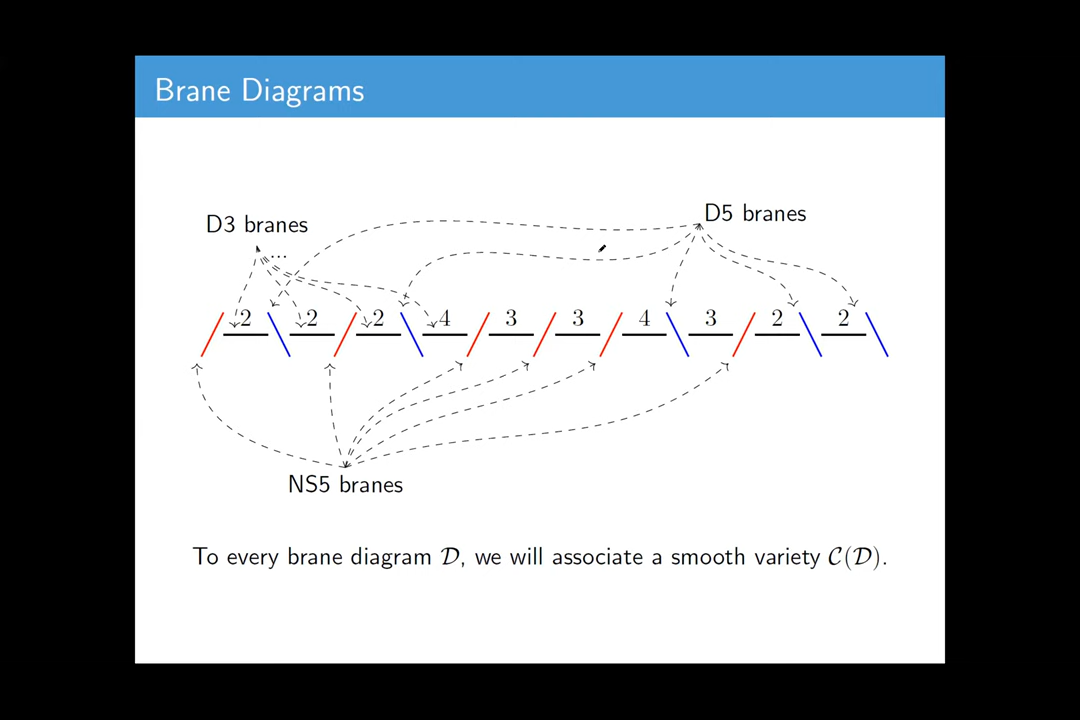 Brane Diagrams
D3 branes
D5 branes
...
2 2 2 4 3 3 4 3 2 2
NS5 branes
To every brane diagram 𝒟, we will associate a smooth variety 𝒞(𝒟).